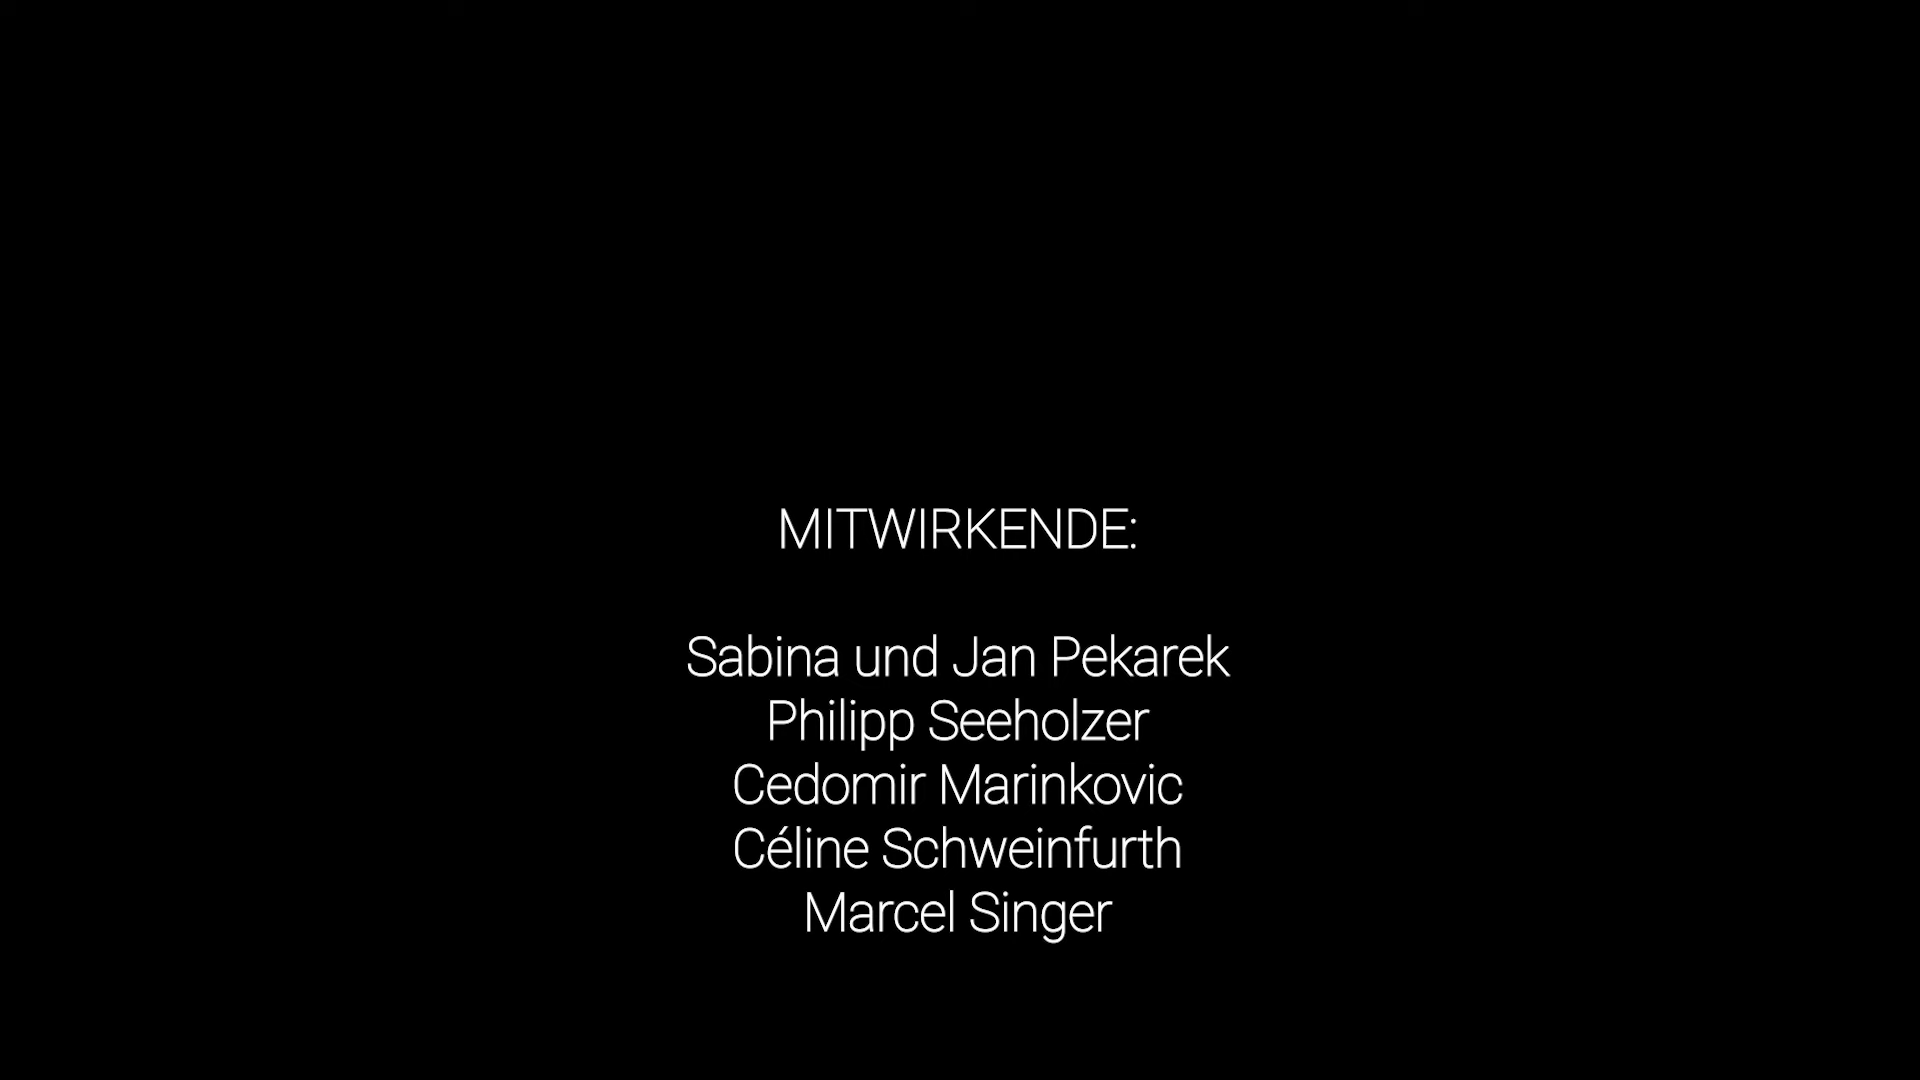 MITWIRKENDE:
Sabina und Jan Pekarek
Philipp Seeholzer
Cedomir Marinkovic
Céline Schweinfurth
Marcel Singer